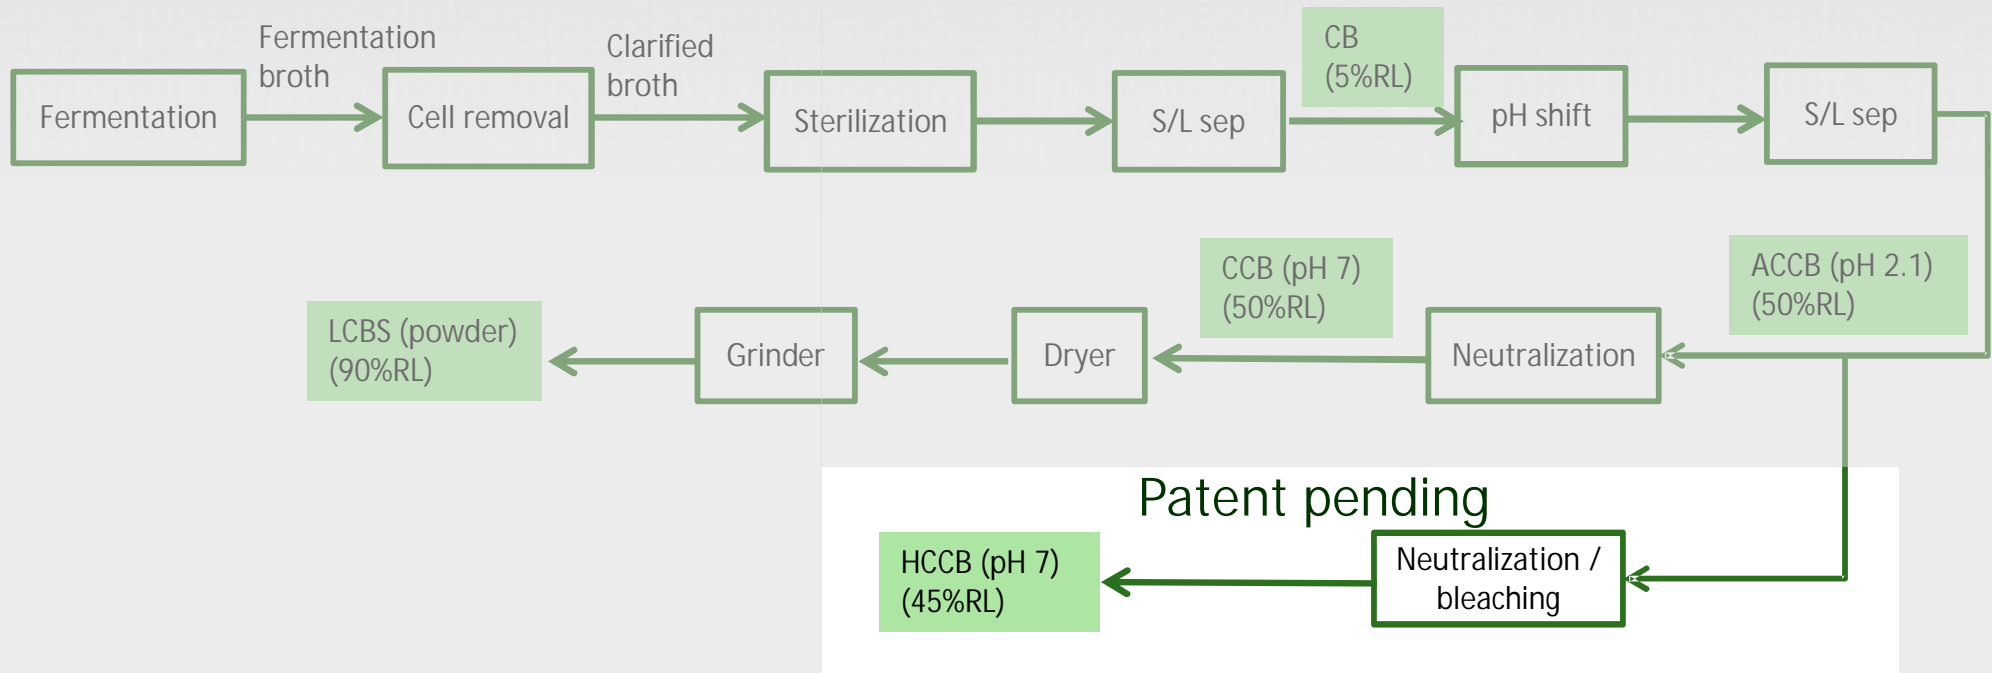 Fermentation
Fermentation
broth
Cell removal
Clarified
broth
Sterilization
S/L sep
CB
(5%RL)
pH shift
S/L sep
ACCB (pH 2.1)
(50%RL)
Neutralization
CCB (pH 7)
(50%RL)
Dryer
Grinder
LCBS (powder)
(90%RL)
Patent pending
Neutralization /
bleaching
HCCB (pH 7)
(45%RL)